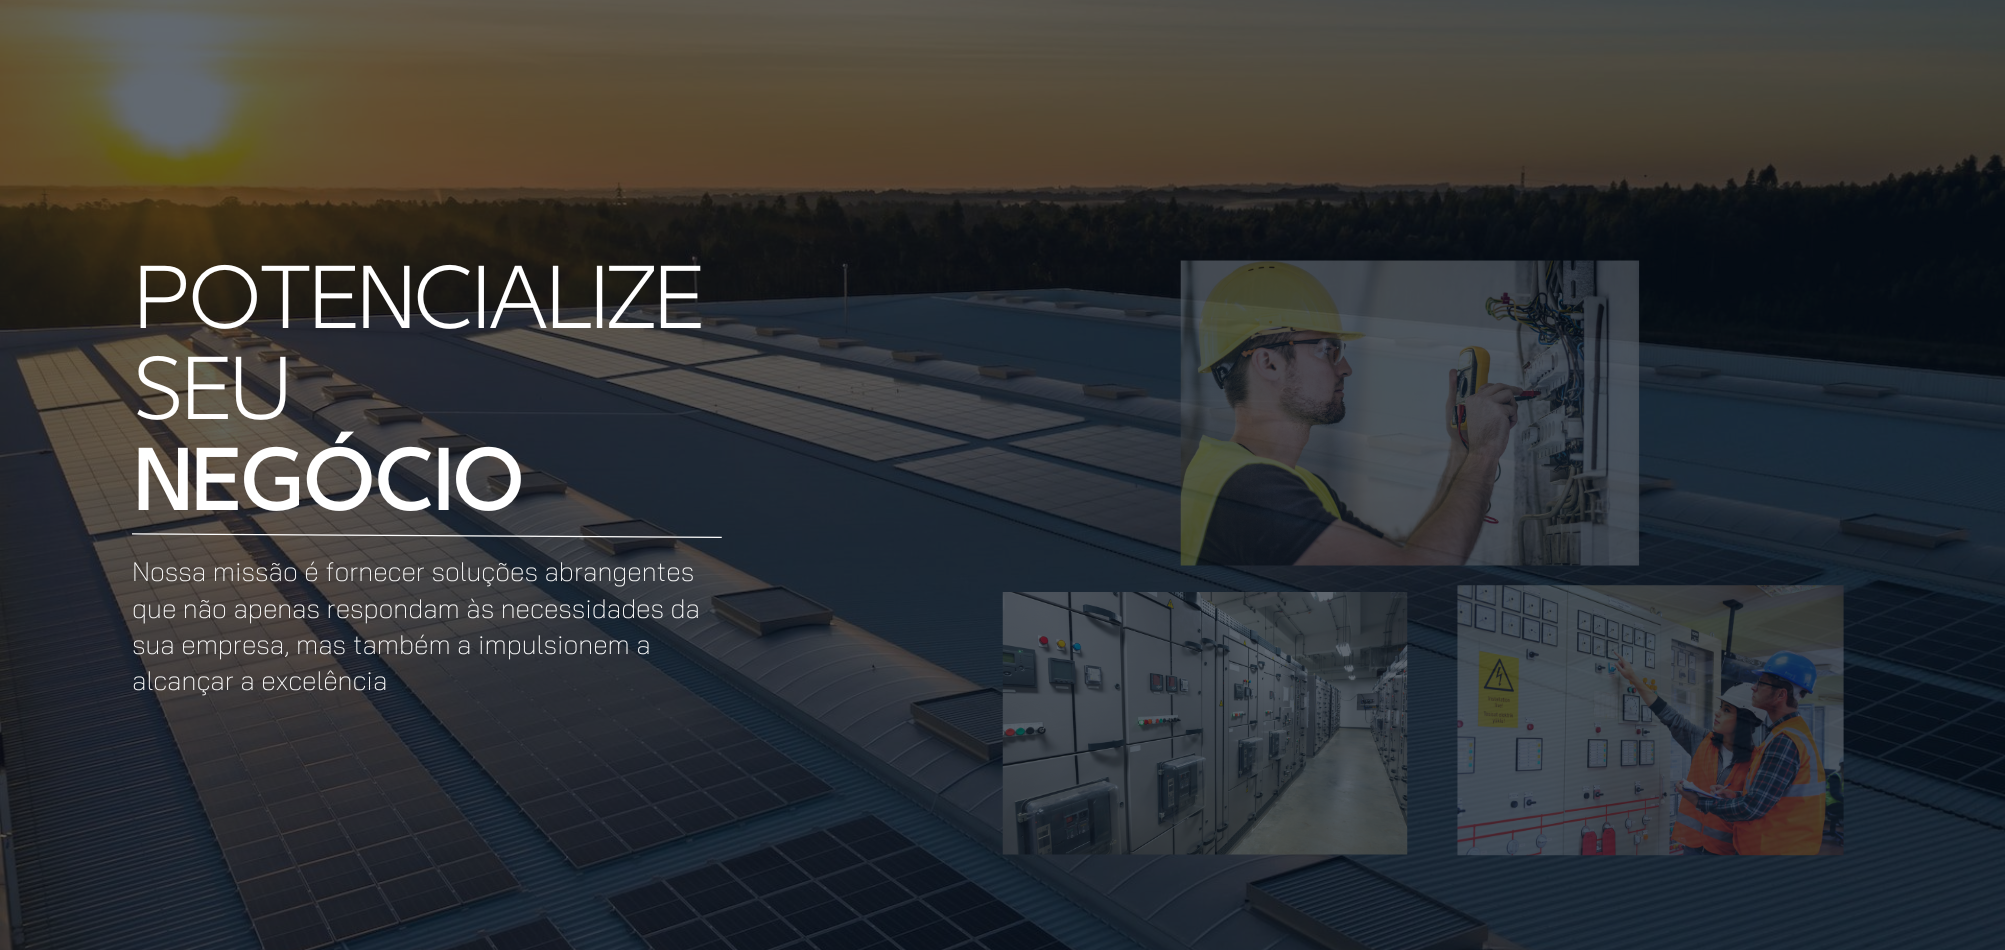 POTENCIALIZE
SEU
NEGÓCIO
Nossa missão é fornecer soluções abrangentes
que não apenas respondam às necessidades da
sua empresa, mas também a impulsionem a
alcançar a excelência